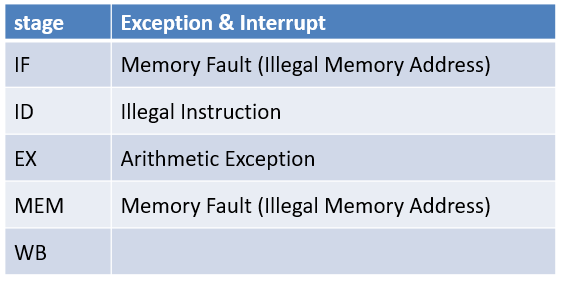 stage Exception & Interrupt
IF Memory Fault (Illegal Memory Address)
ID Illegal Instruction
EX Arithmetic Exception
MEM Memory Fault (Illegal Memory Address)
WB